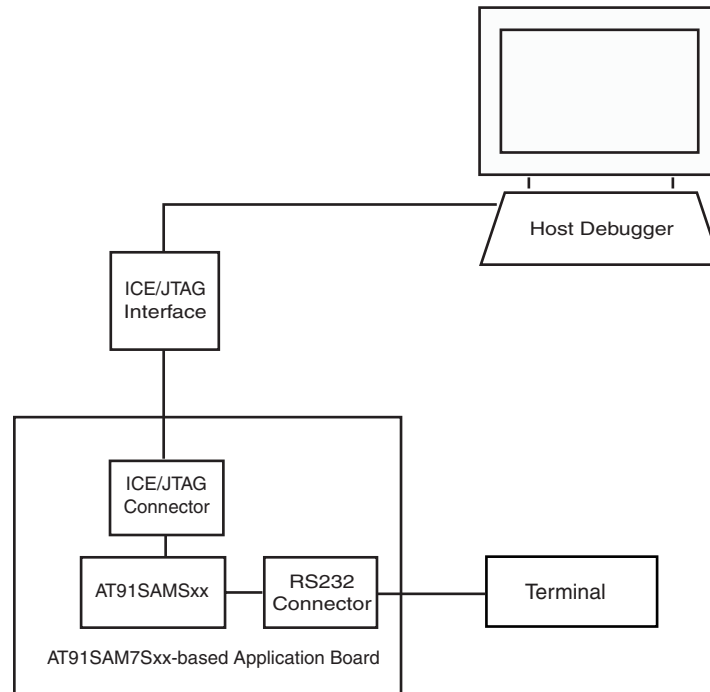 Host Debugger
ICE/JTAG
Interface
ICE/JTAG
Connector
AT91SAMSxx
RS232
Connector
Terminal
AT91SAM7Sxx-based Application Board